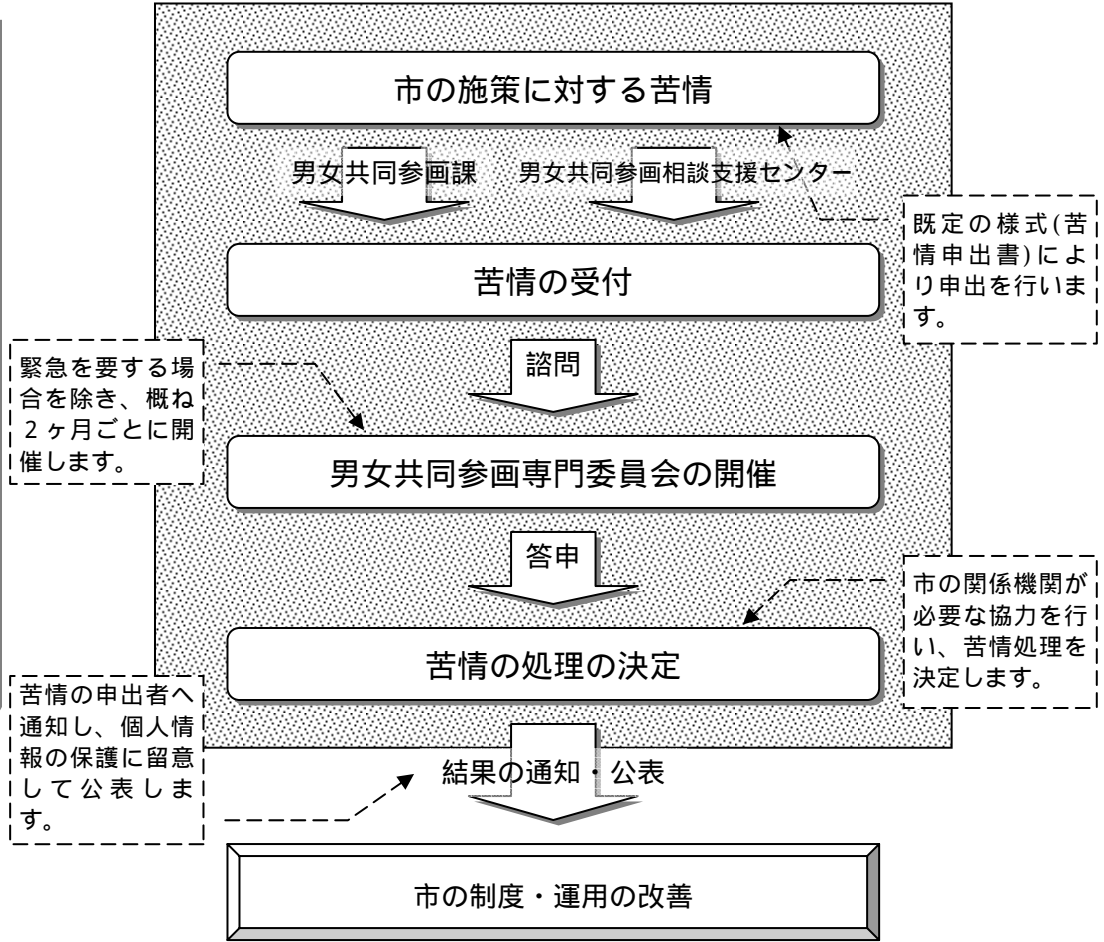 市の施策に対する苦情
男女共同参画課
男女共同参画相談支援センター
既定の様式(苦
情申出書)によ
り申出を行いま
す。
苦情の受付
諮問
緊急を要する場
合を除き、概ね
２ヶ月ごとに開
催します。
男女共同参画専門委員会の開催
答申
市の関係機関が
必要な協力を行
い、苦情処理を
決定します。
苦情の処理の決定
苦情の申出者へ
通知し、個人情
報の保護に留意
して公表しま
す。
結果の通知・公表
市の制度・運用の改善